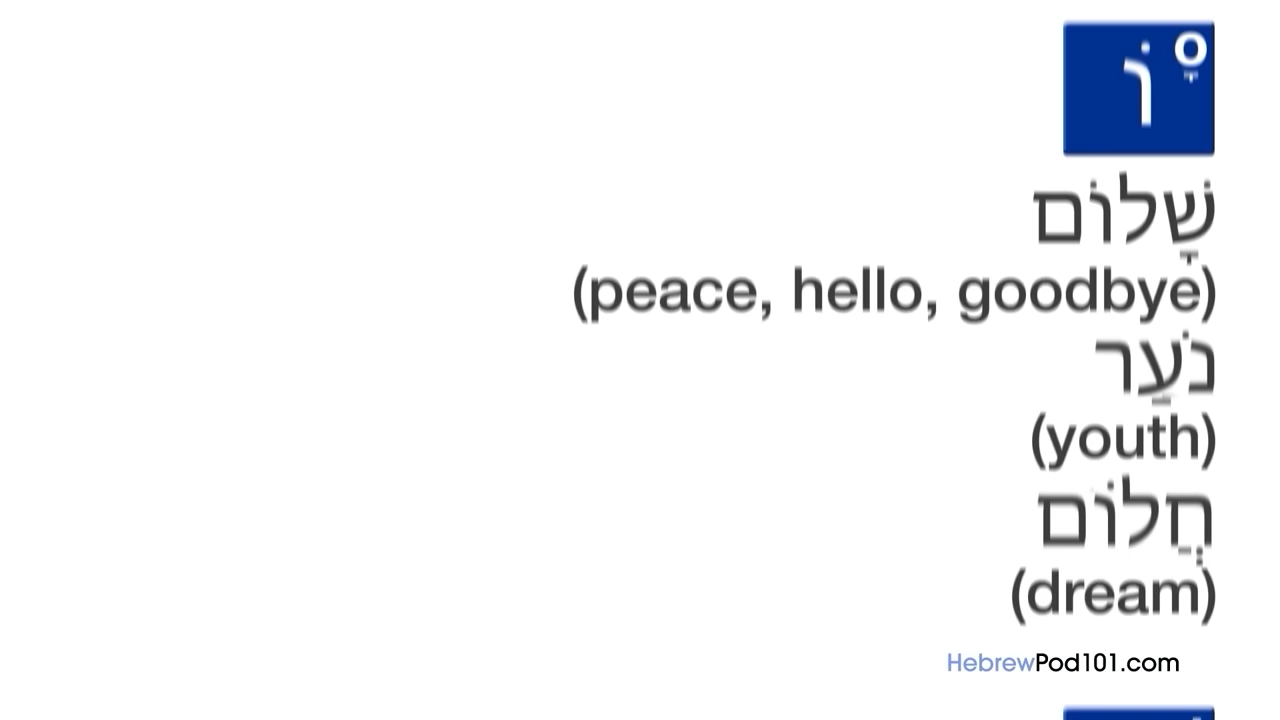 וֹ ָ
שָׁלוֹם
(peace, hello, goodbye)
נֹעַר
(youth)
חֲלוֹם
(dream)
HebrewPod101.com